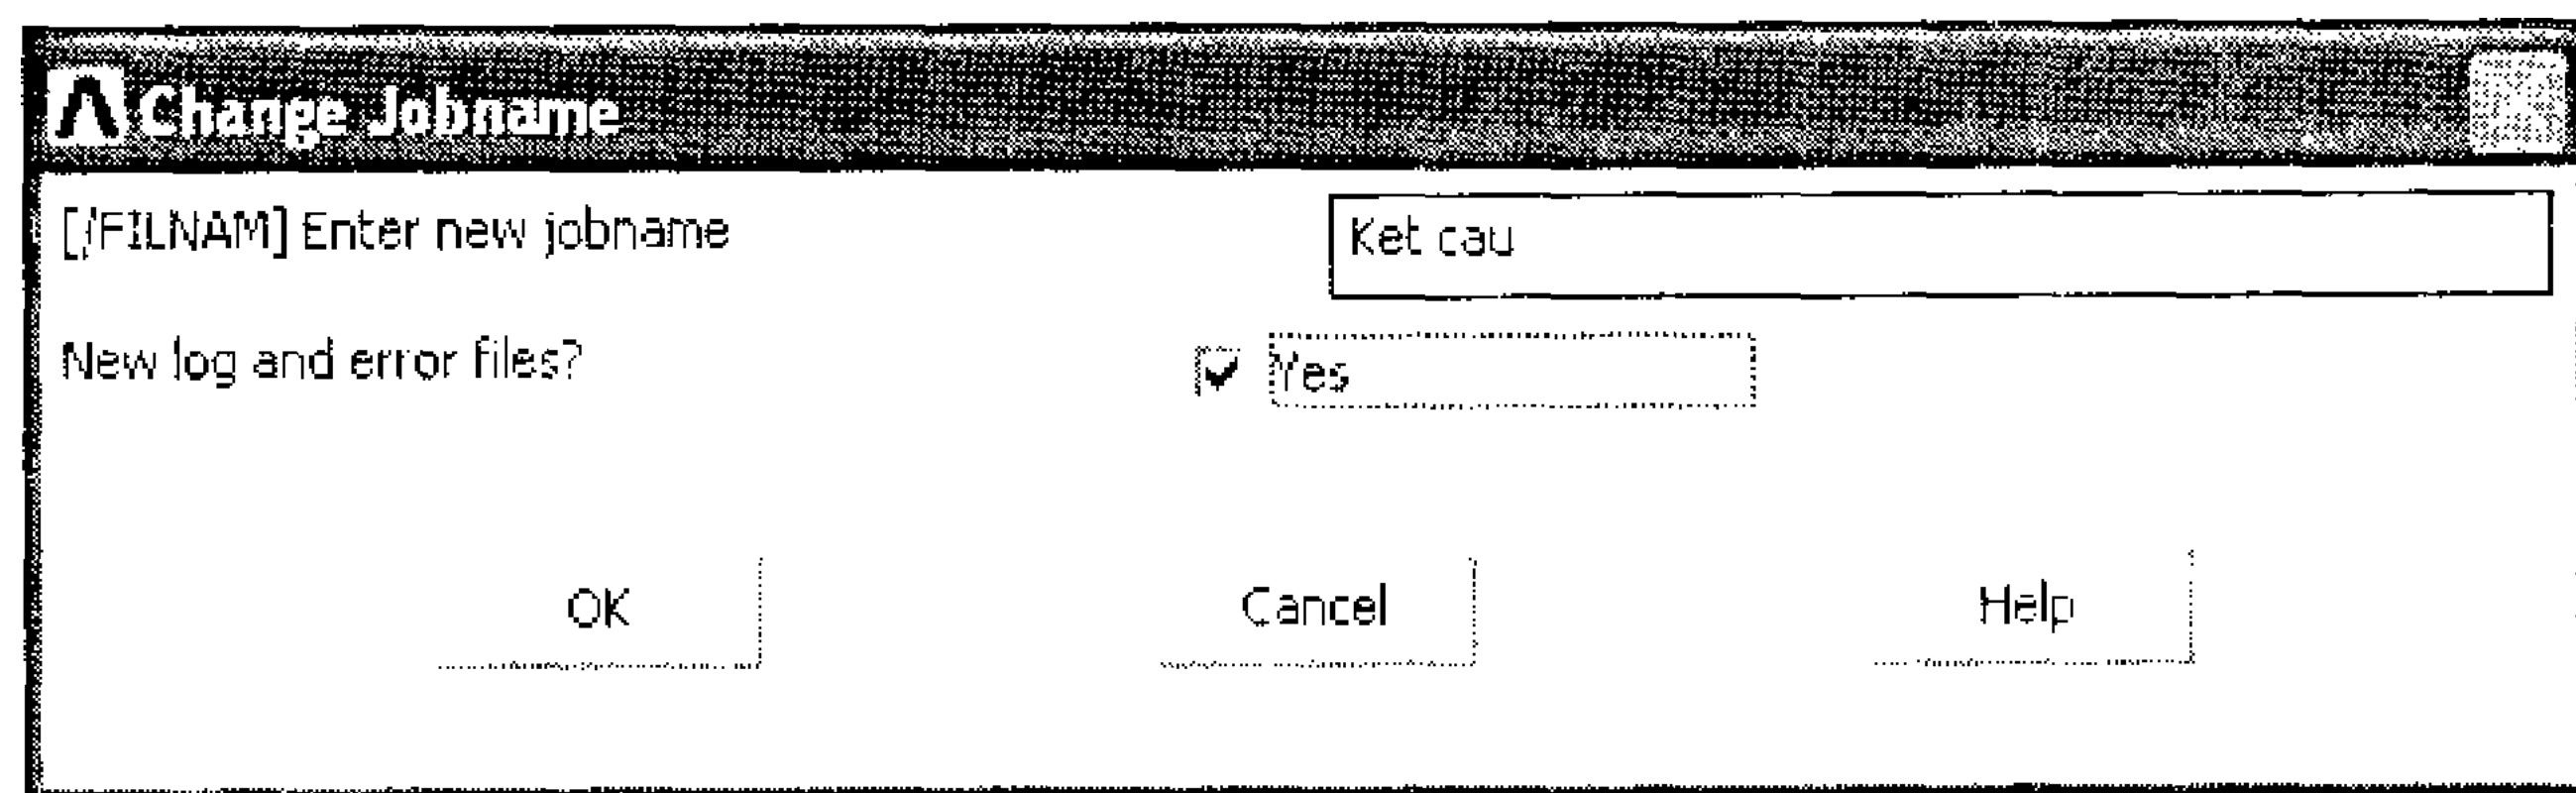 Change Jobname
[/FILNAM] Enter new jobname Ket cau
New log and error files? Yes
OK Cancel Help